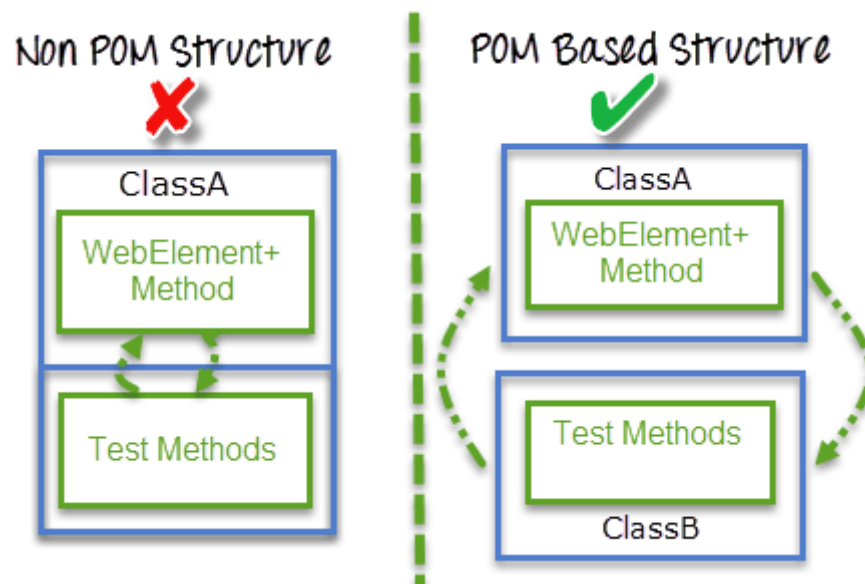 Non POM Structure
ClassA
WebElement+
Method
Test Methods
POM Based Structure
ClassA
WebElement+
Method
Test Methods
ClassB